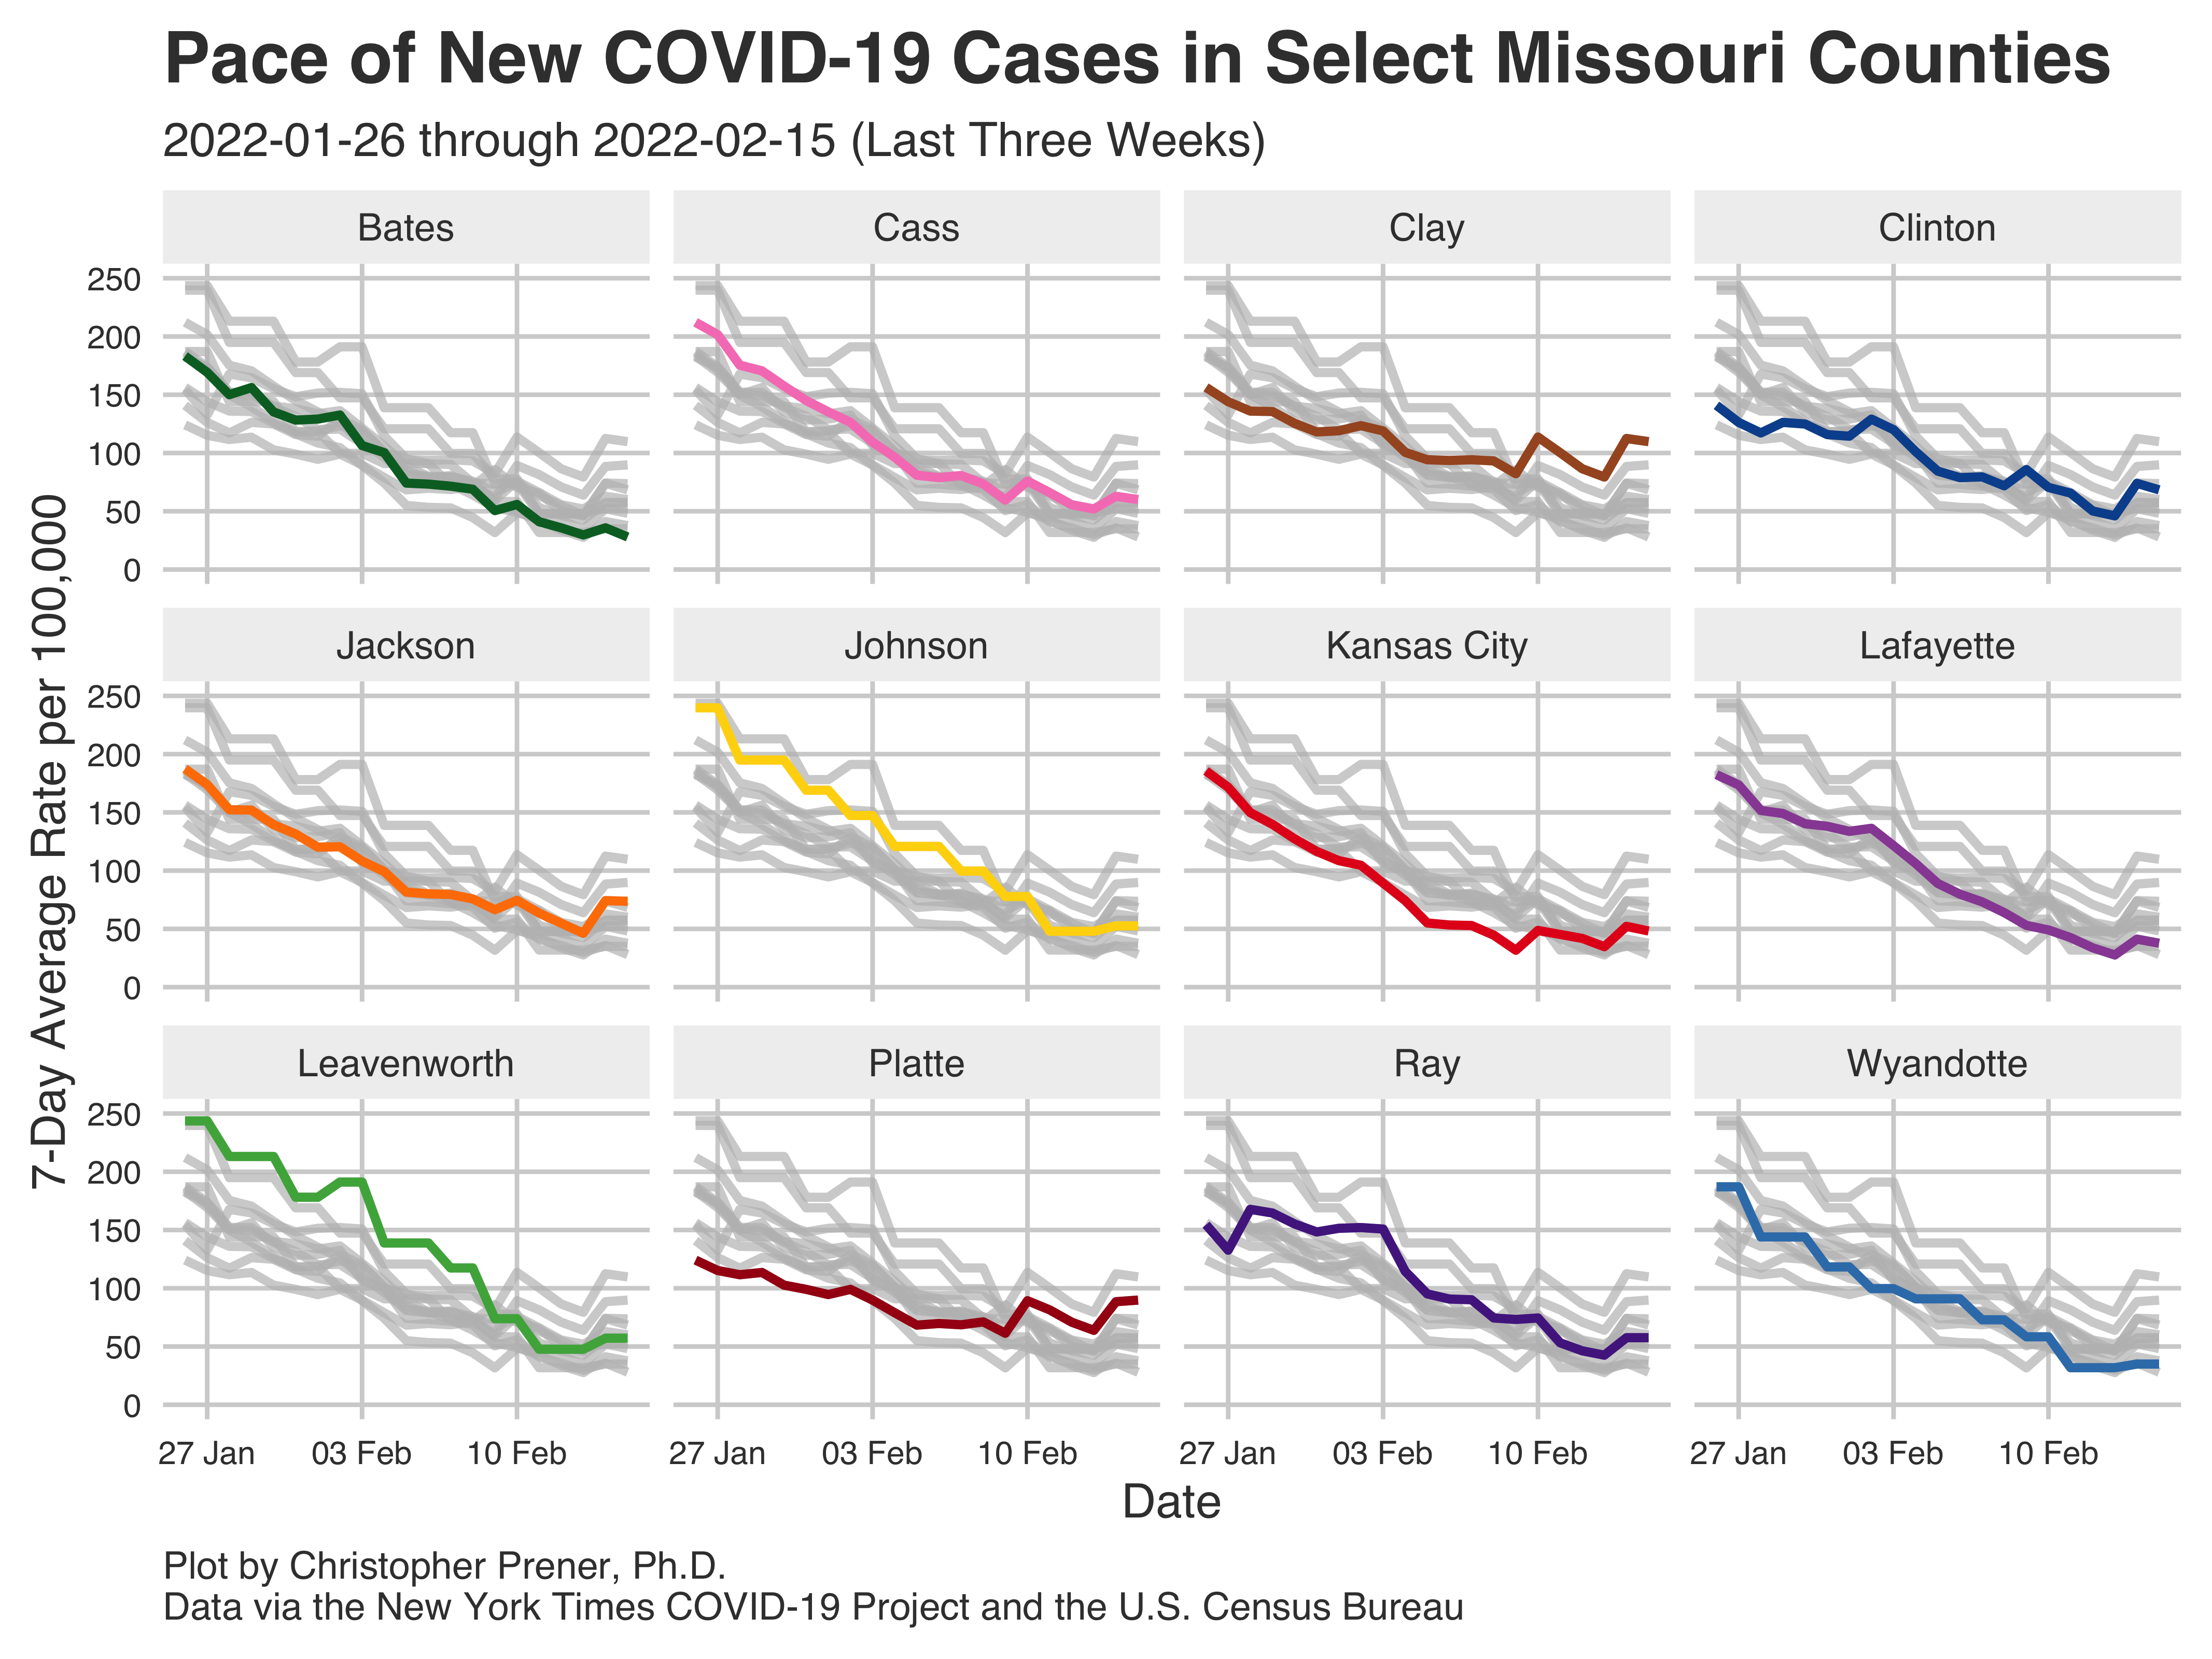 Pace of New COVID-19 Cases in Select Missouri Counties
2022-01-26 through 2022-02-15 (Last Three Weeks)
7-Day Average Rate per 100,000
Bates
Cass
Clay
Clinton
250
200
150
100
50
0
Jackson
Johnson
Kansas City
Lafayette
250
200
150
100
50
0
Leavenworth
Platte
Ray
Wyandotte
250
200
150
100
50
0
27 Jan 03 Feb 10 Feb
27 Jan 03 Feb 10 Feb
27 Jan 03 Feb 10 Feb
27 Jan 03 Feb 10 Feb
Date
Plot by Christopher Prener, Ph.D.
Data via the New York Times COVID-19 Project and the U.S. Census Bureau